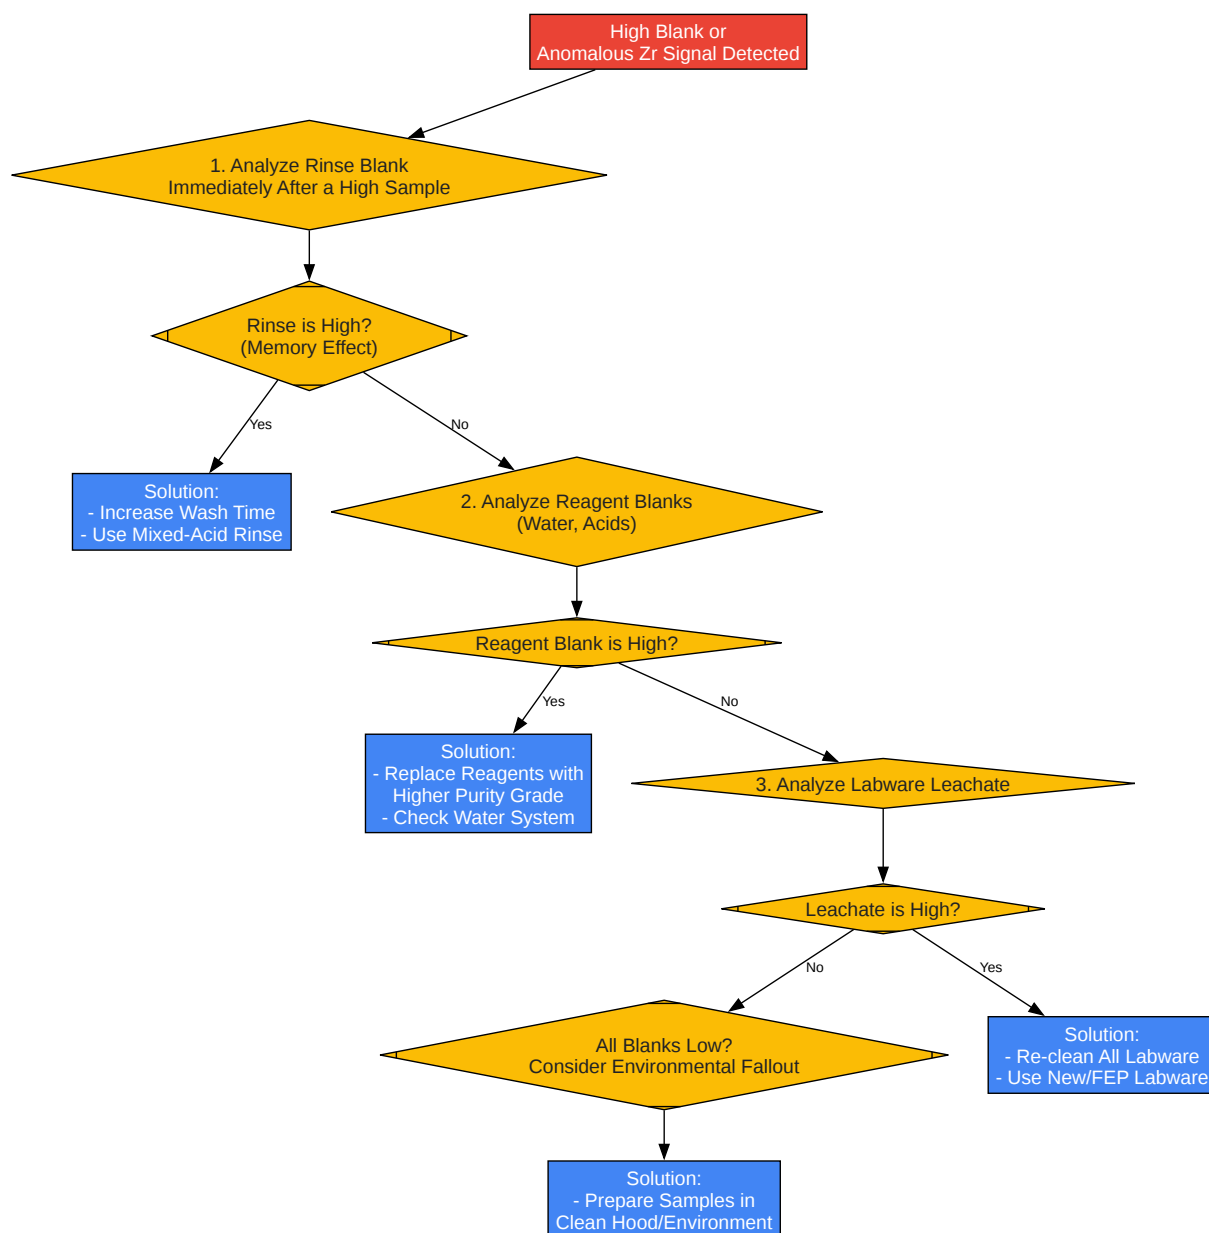 High Blank or
Anomalous Zr Signal Detected
1. Analyze Rinse Blank
Immediately After a High Sample
Rinse is High?
(Memory Effect)
Yes
No
Solution:
- Increase Wash Time
- Use Mixed-Acid Rinse
2. Analyze Reagent Blanks
(Water, Acids)
Reagent Blank is High?
Yes
No
Solution:
- Replace Reagents with
Higher Purity Grade
- Check Water System
3. Analyze Labware Leachate
Leachate is High?
No
Yes
All Blanks Low?
Consider Environmental Fallout
Solution:
- Re-clean All Labware
- Use New/FEP Labware
Solution:
- Prepare Samples in
Clean Hood/Environment